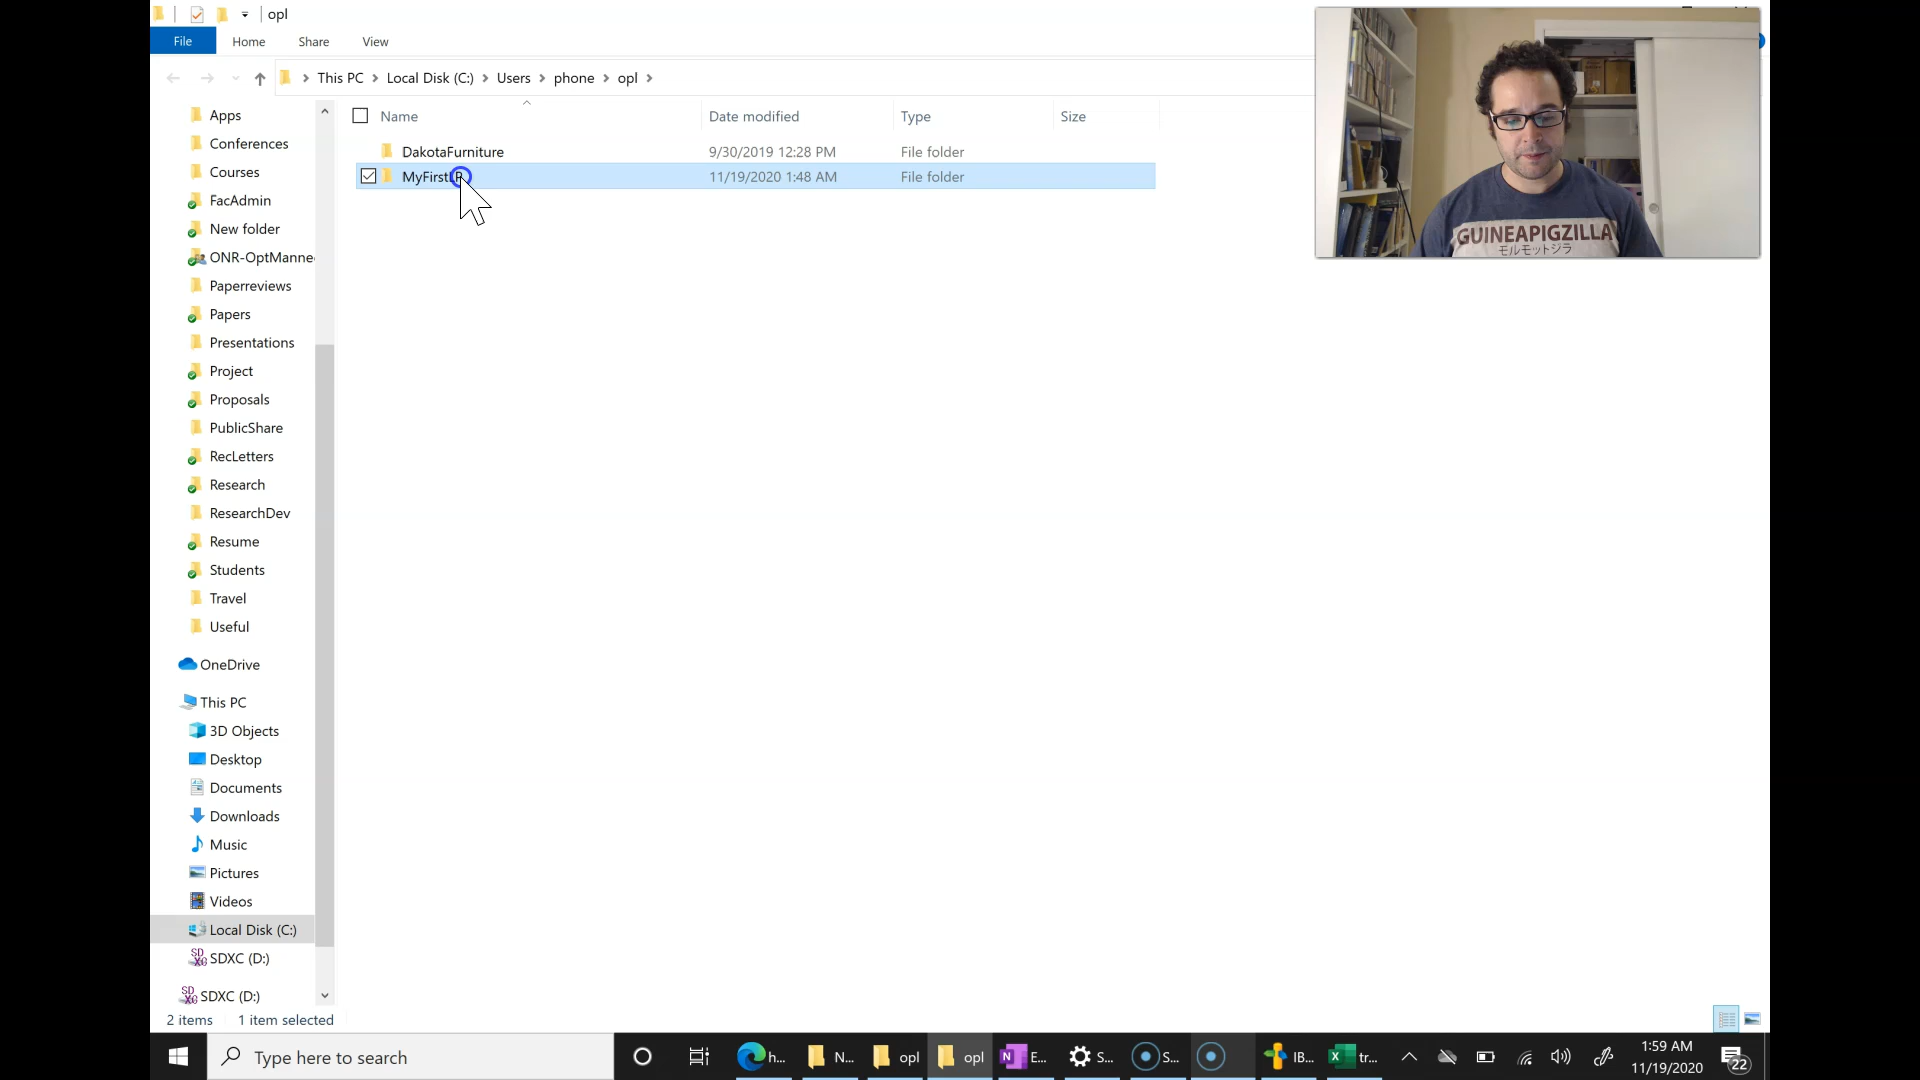 opl
File Home Share View
This PC Local Disk (C:) Users phone opl
Name Date modified Type Size
DakotaFurniture 9/30/2019 12:28 PM File folder
11/19/2020 1:48 AM File folder
Apps
Conferences
Courses
FacAdmin
New folder
ONR-OptManne
Paperreviews
Papers
Presentations
Project
Proposals
PublicShare
RecLetters
Research
ResearchDev
Resume
Students
Travel
Useful
OneDrive
This PC
3D Objects
Desktop
Documents
Downloads
Music
Pictures
Videos
Local Disk (C:)
SDXC (D:)
SDXC (D:)
2 items 1 item selected
GUINEAPIGZILLA
モルモットジラ
Type here to search
h... N... opl opl E... S... S... IB... tr...
1:59 AM
11/19/2020
22